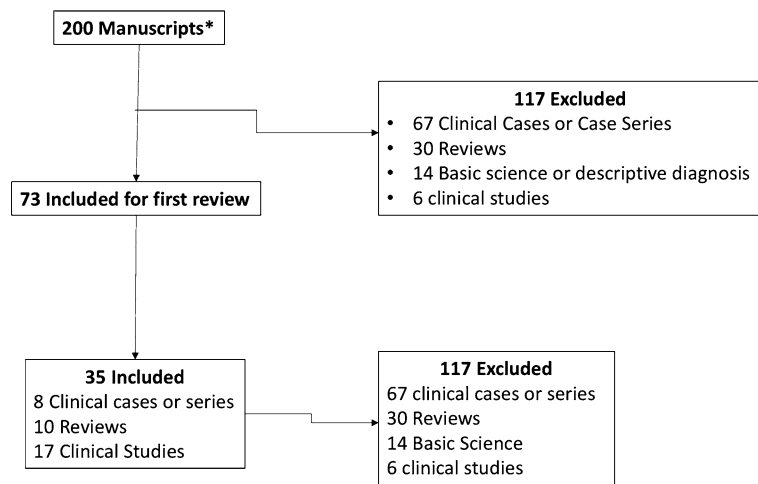 200 Manuscripts*
117 Excluded
• 67 Clinical Cases or Case Series
• 30 Reviews
• 14 Basic science or descriptive diagnosis
• 6 clinical studies
73 Included for first review
35 Included
8 Clinical cases or series
10 Reviews
17 Clinical Studies
117 Excluded
67 clinical cases or series
30 Reviews
14 Basic Science
6 clinical studies